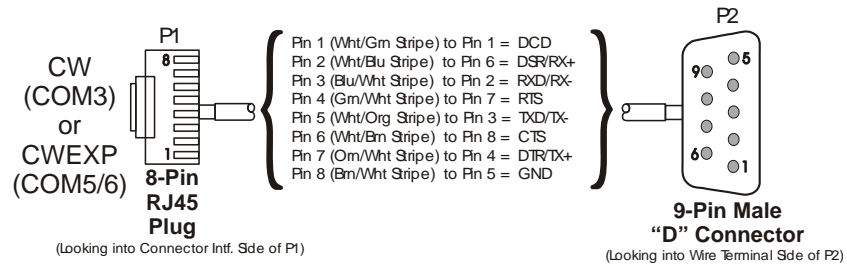 P1
8
1
CW
(COM3)
or
CWEXP
(COM5/6)
8-Pin
RJ45
Plug
(Looking into Connector Intf. Side of P1)
Pin 1 (Wht/Grn Stripe) to Pin 1 = DCD
Pin 2 (Wht/Blu Stripe) to Pin 6 = DSR/RX+
Pin 3 (Blu/Wht Stripe) to Pin 2 = RXD/RX-
Pin 4 (Grn/Wht Stripe) to Pin 7 = RTS
Pin 5 (Wht/Org Stripe) to Pin 3 = TXD/TX-
Pin 6 (Wht/Brn Stripe) to Pin 8 = CTS
Pin 7 (Orn/Wht Stripe) to Pin 4 = DTR/TX+
Pin 8 (Brn/Wht Stripe) to Pin 5 = GND
P2
5
9
6
1
9-Pin Male
“D” Connector
(Looking into Wire Terminal Side of P2)